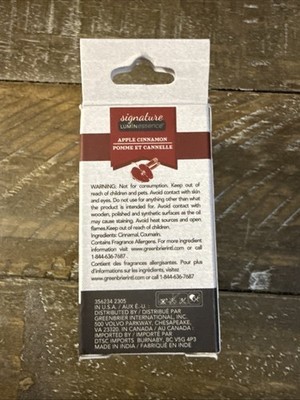 signature
LUMINessence®
APPLE CINNAMON
POMME ET CANNELLE
WARNING: Not for consumption. Keep out of
reach of children and pets. Avoid contact with skin
and eyes. Do not use for anything other than what
the product is intended for. Avoid contact with
wooden, polished and synthetic surfaces as the oil
may cause staining. Avoid heat sources and open
flames.Keep out of reach of children.
Ingredients: Cinnamal, Coumarin.
Contains Fragrance Allergens. For more ingredient
information visit www.greenbrierintl.com or call
1-844-636-7687.
Contient des fragrances allergisantes. Pour plus
d'informations sur les ingrédients, visitez
www.greenbrierintl.com or call 1-844-636-7687.
356234 2305
IN U.S.A. / AUX É.-U.
DISTRIBUTED BY / DISTRIBUÉ PAR
GREENBRIER INTERNATIONAL, INC.
500 VOLVO PARKWAY, CHESAPEAKE,
VA 23320. IN CANADA / AU CANADA :
IMPORTED BY / IMPORTÉ PAR
DTSC IMPORTS BURNABY, BC V5G 4P3
MADE IN INDIA / FABRIQUÉ EN INDE